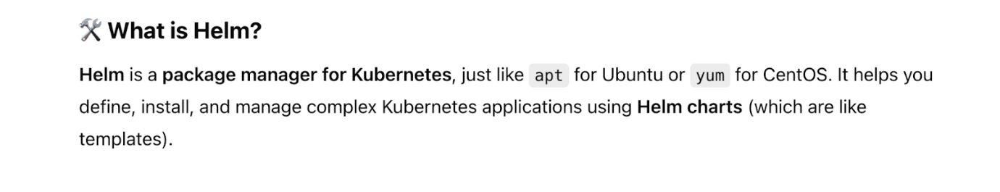 🛠️ What is Helm?
Helm is a package manager for Kubernetes, just like apt for Ubuntu or yum for CentOS. It helps you
define, install, and manage complex Kubernetes applications using Helm charts (which are like
templates).